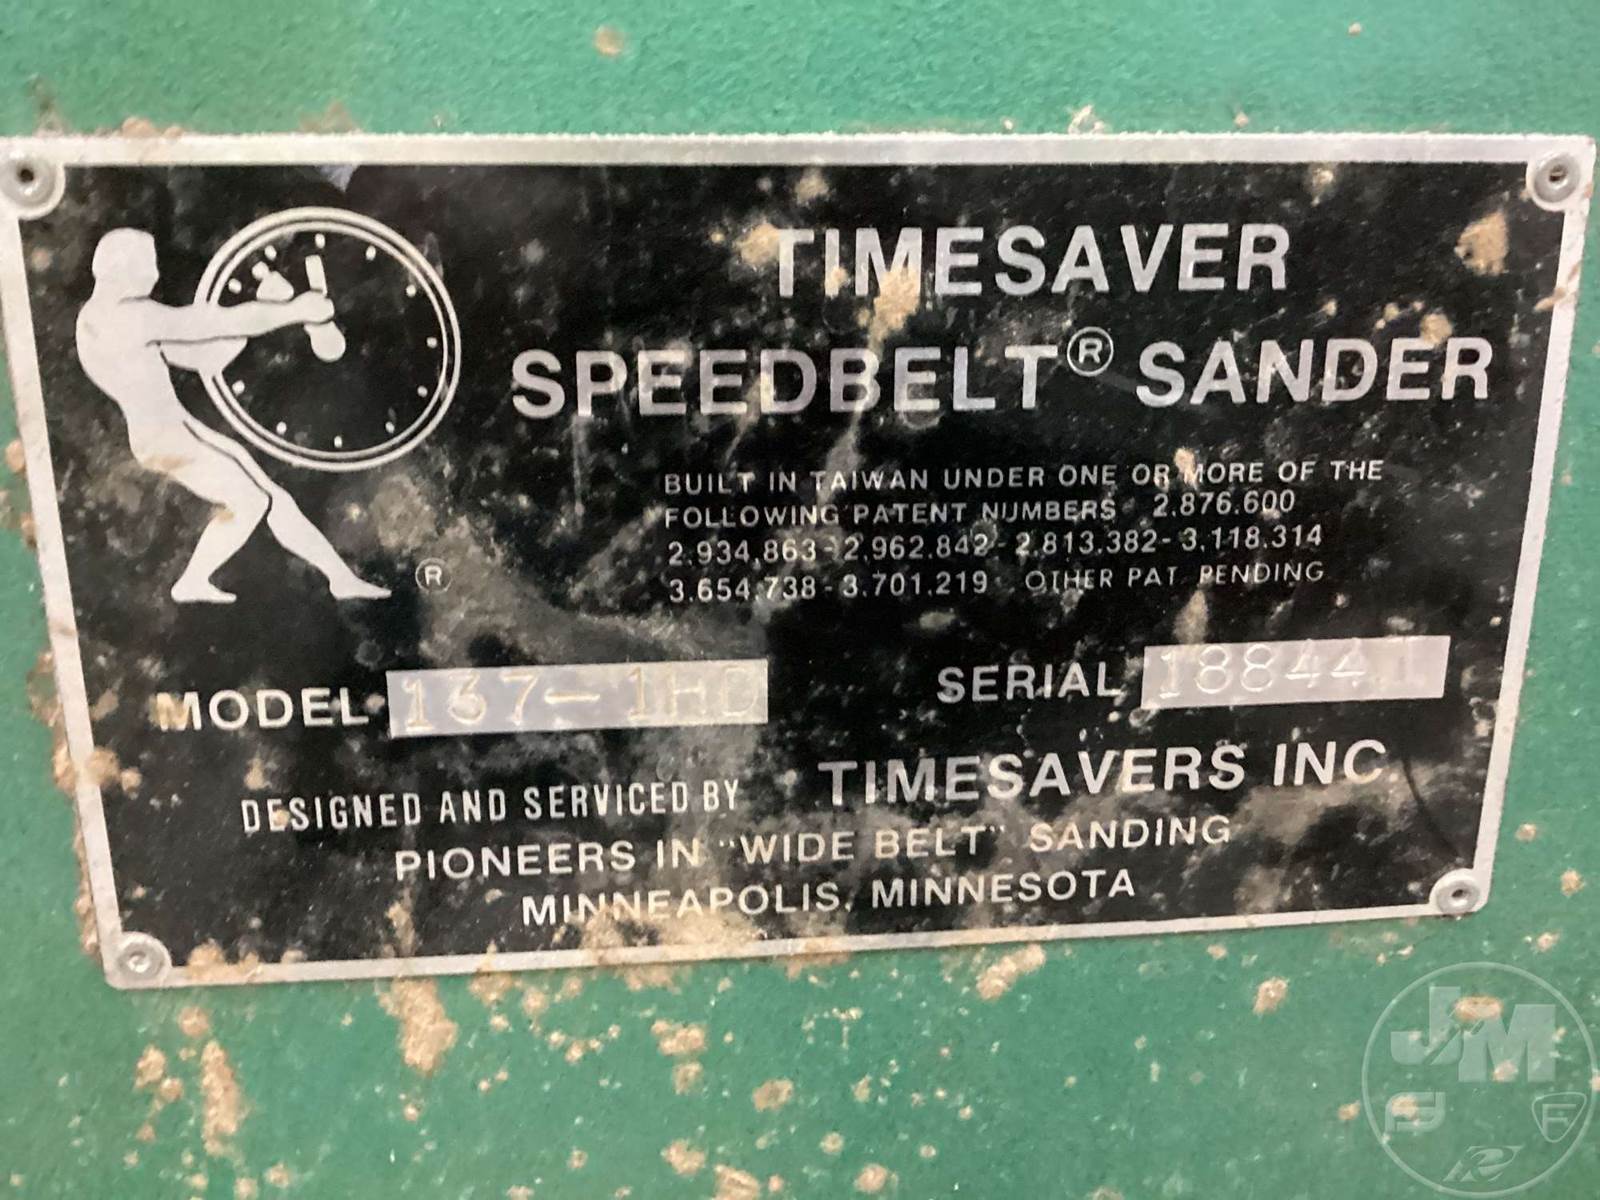 TIMESAVER
SPEEDBELT® SANDER
BUILT IN TAIWAN UNDER ONE OR MORE OF THE
FOLLOWING PATENT NUMBERS 2.876.600
2.934,863-2,962.842-2.813.382-3,118.314
3.654,738-3.701,219 OTHER PAT. PENDING
®
MODEL 137-1HD SERIAL 18844 L
DESIGNED AND SERVICED BY TIMESAVERS INC.
PIONEERS IN "WIDE BELT" SANDING
MINNEAPOLIS, MINNESOTA
JM